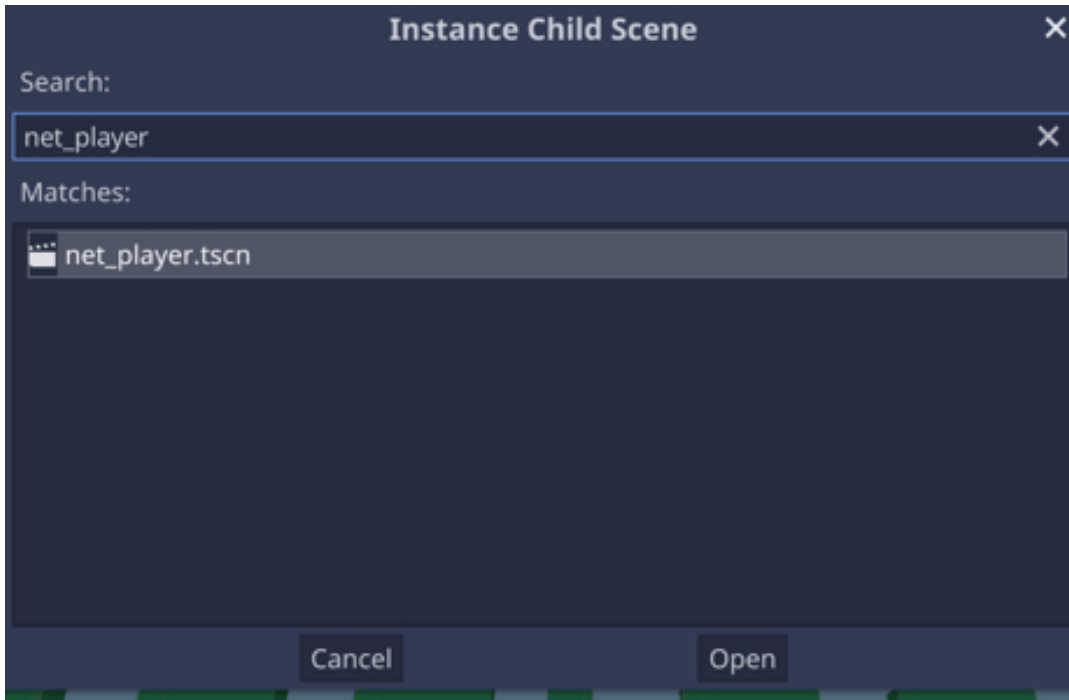 Instance Child Scene
Search:
net_player
Matches:
net_player.tscn
Cancel Open